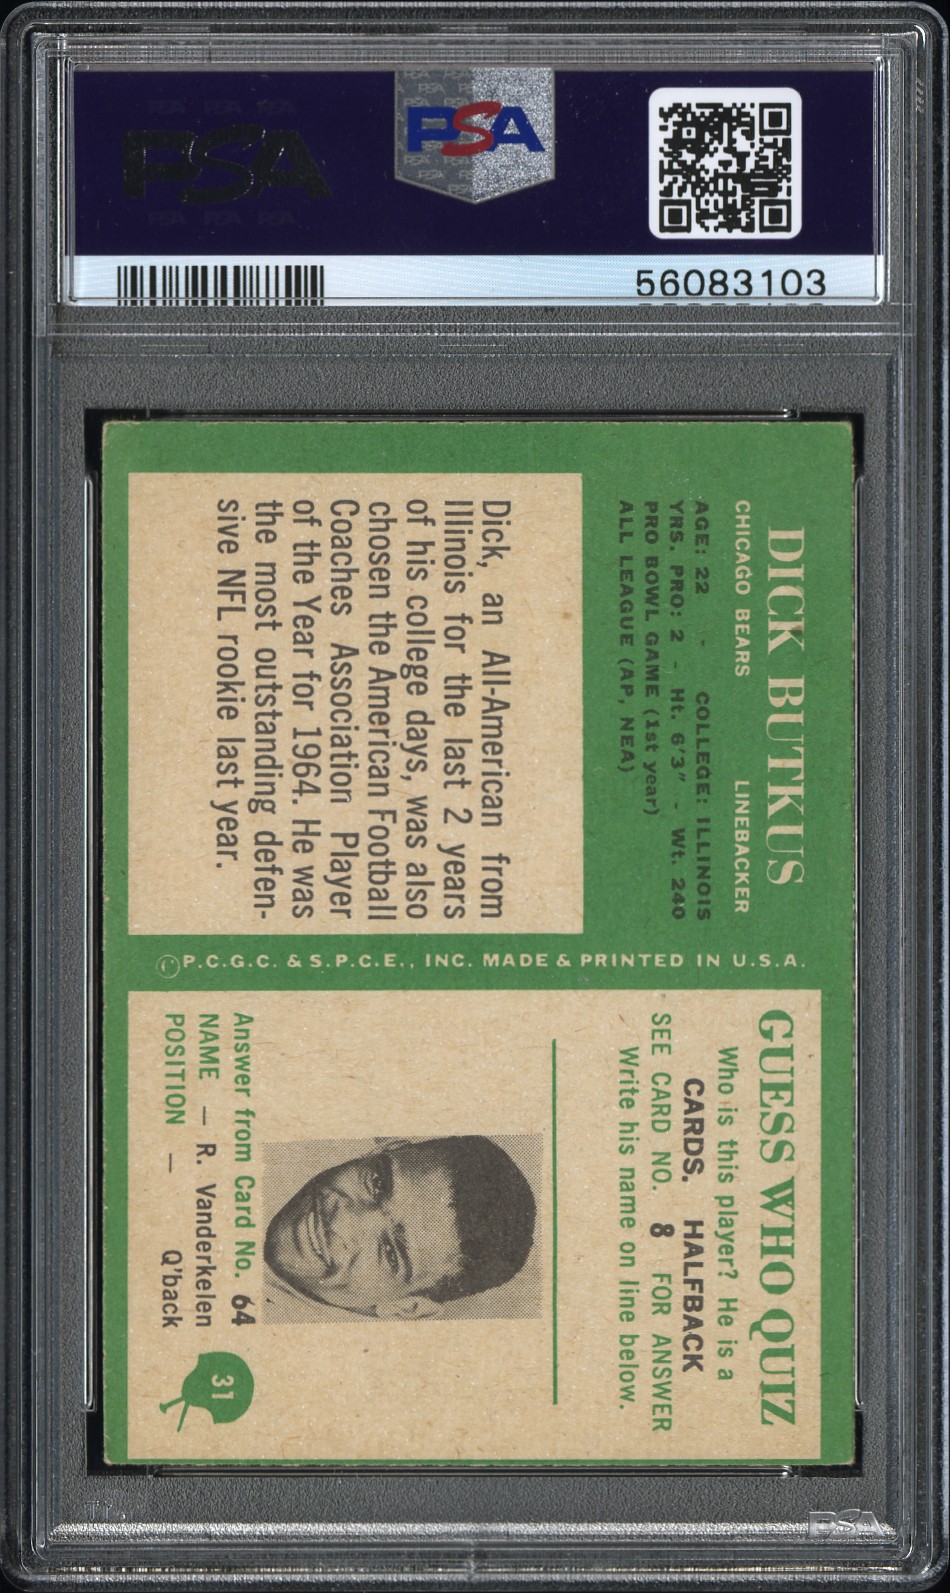 PSA
PSA
56083103
DICK BUTKUS
CHICAGO BEARS LINEBACKER
AGE: 22 - COLLEGE: ILLINOIS
YRS. PRO: 2 - Ht. 6'3" - Wt. 240
PRO BOWL GAME (1st year)
ALL LEAGUE (AP, NEA)
Dick, an All-American from
Illinois for the last 2 years
of his college days, was also
chosen the American Football
Coaches Association Player
of the Year for 1964. He was
the most outstanding defen-
sive NFL rookie last year.
©P.C.G.C. & S.P.C.E., INC. MADE & PRINTED IN U.S.A.
GUESS WHO QUIZ
Who is this player? He is a
CARDS. HALFBACK
SEE CARD NO. 8 FOR ANSWER
Write his name on line below.
Answer from Card No. 64
NAME — R. Vanderkelen
POSITION — Q'back
31
PSA